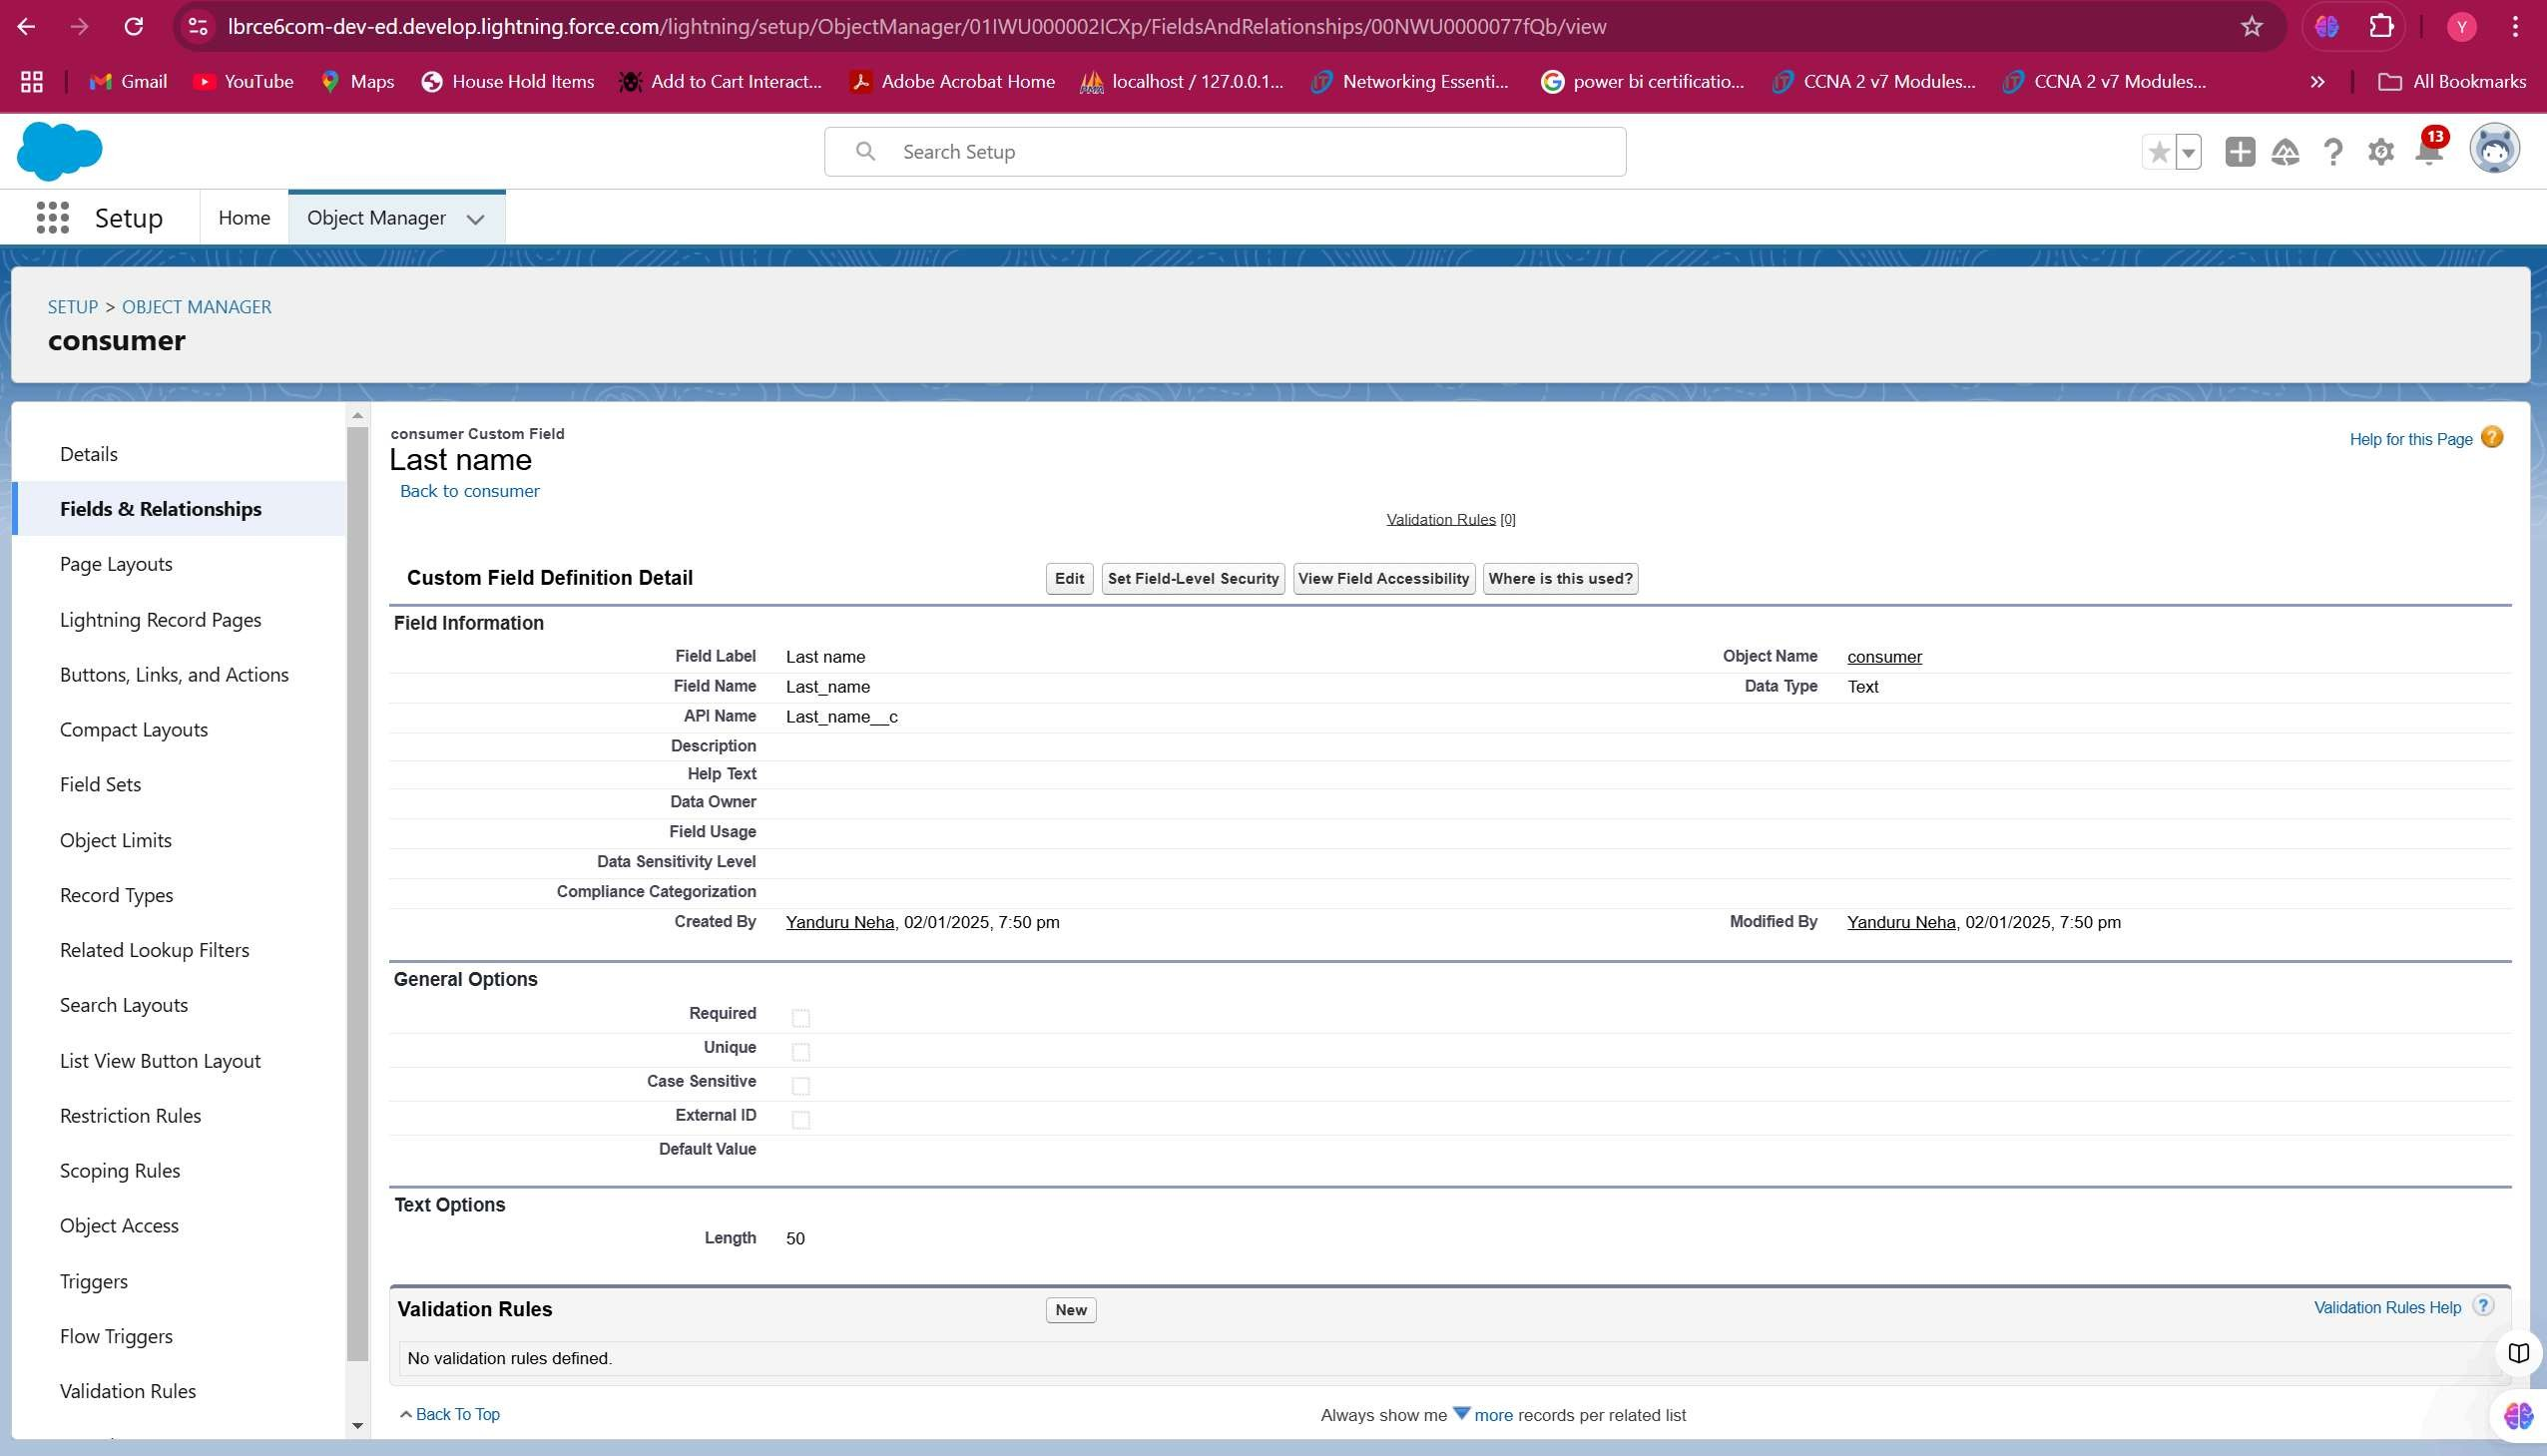 lbrce6com-dev-ed.develop.lightning.force.com/lightning/setup/ObjectManager/01IWU000002ICXp/FieldsAndRelationships/00NWU0000077fQb/view
Y
Gmail YouTube Maps House Hold Items Add to Cart Interact... Adobe Acrobat Home localhost / 127.0.0.1... Networking Essenti... power bi certificatio... CCNA 2 v7 Modules... CCNA 2 v7 Modules... » All Bookmarks
Search Setup
13
Setup Home Object Manager
SETUP > OBJECT MANAGER
consumer
Details
Fields & Relationships
Page Layouts
Lightning Record Pages
Buttons, Links, and Actions
Compact Layouts
Field Sets
Object Limits
Record Types
Related Lookup Filters
Search Layouts
List View Button Layout
Restriction Rules
Scoping Rules
Object Access
Triggers
Flow Triggers
Validation Rules
consumer Custom Field
Last name
Back to consumer
Help for this Page ?
Validation Rules [0]
Custom Field Definition Detail Edit Set Field-Level Security View Field Accessibility Where is this used?
Field Information
Field Label Last name Object Name consumer
Field Name Last_name Data Type Text
API Name Last_name__c
Description
Help Text
Data Owner
Field Usage
Data Sensitivity Level
Compliance Categorization
Created By Yanduru Neha, 02/01/2025, 7:50 pm Modified By Yanduru Neha, 02/01/2025, 7:50 pm
General Options
Required
Unique
Case Sensitive
External ID
Default Value
Text Options
Length 50
Validation Rules New Validation Rules Help ?
No validation rules defined.
Back To Top Always show me more records per related list